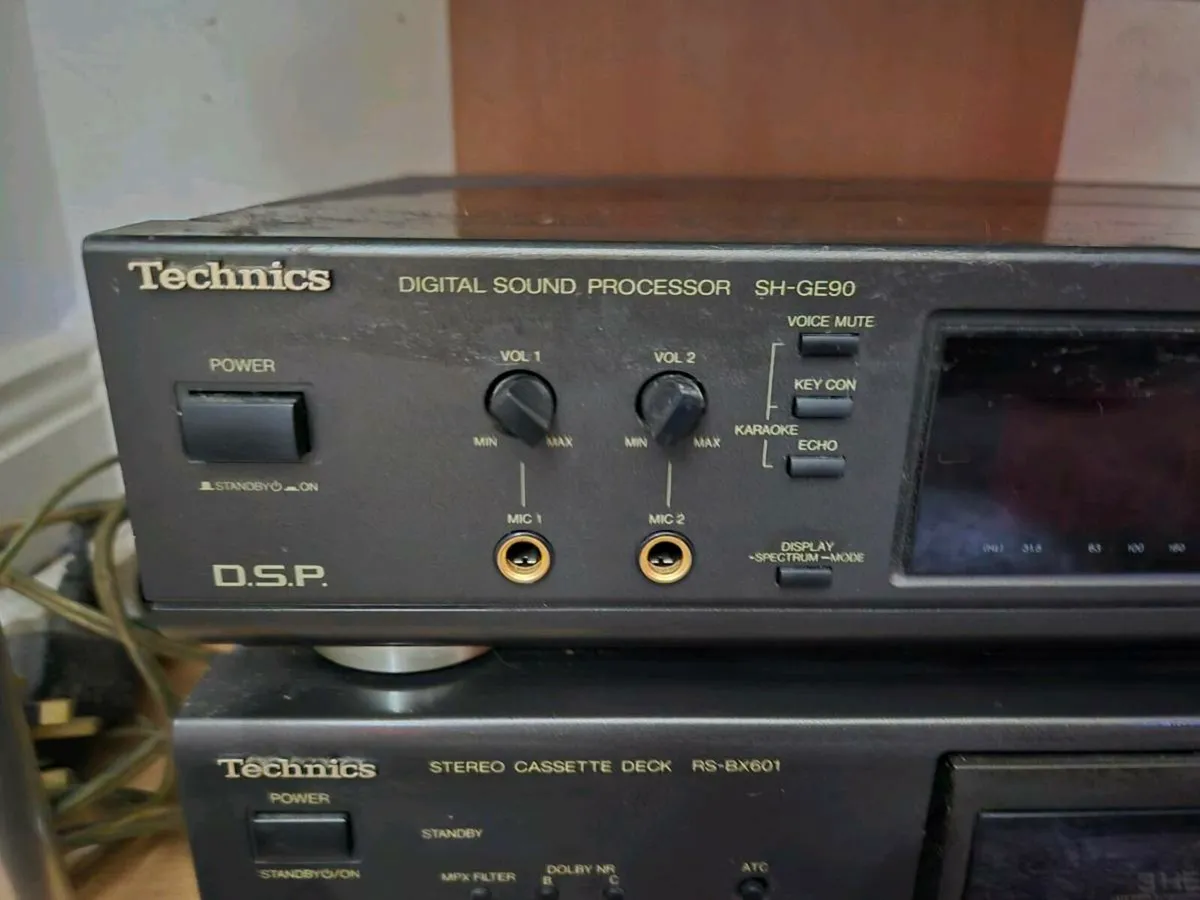 Technics
DIGITAL SOUND PROCESSOR SH-GE90
VOICE MUTE
POWER
VOL 1
VOL 2
KEY CON
MIN MAX
MIN MAX
KARAOKE
ECHO
STANDBY ON
MIC 1
MIC 2
DISPLAY
-SPECTRUM -MODE
(Hz) 31.5 63 100 160
D.S.P.
Technics
STEREO CASSETTE DECK RS-BX601
POWER
STANDBY
STANDBY/ON
MPX FILTER
DOLBY NR
B C
ATC